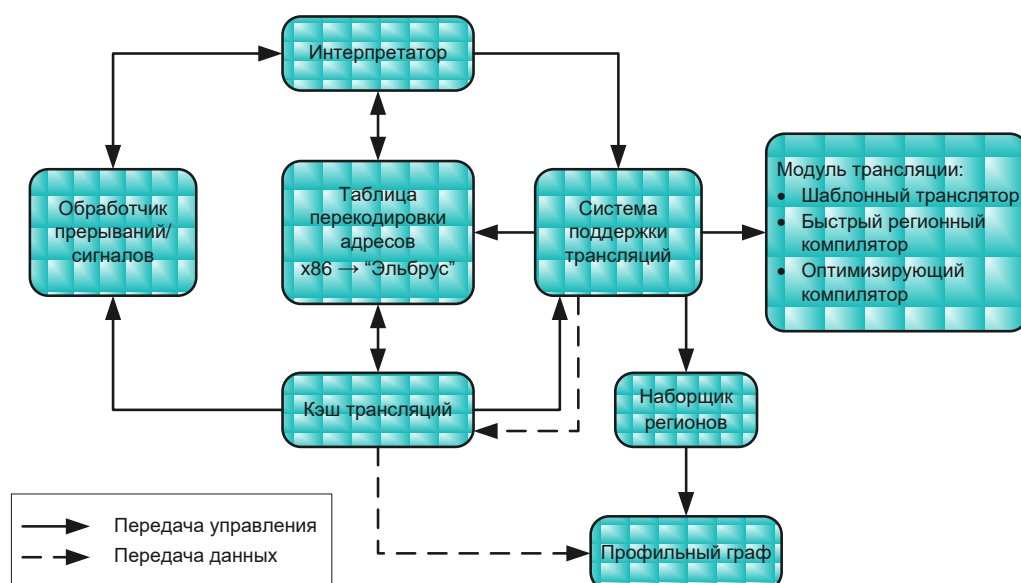 Интерпретатор
Обработчик
прерываний/
сигналов
Таблица
перекодировки
адресов
x86 → “Эльбрус”
Система
поддержки
трансляций
Модуль трансляции:
• Шаблонный транслятор
• Быстрый регионный
компилятор
• Оптимизирующий
компилятор
Кэш трансляций
Наборщик
регионов
Профильный граф
Передача управления
Передача данных